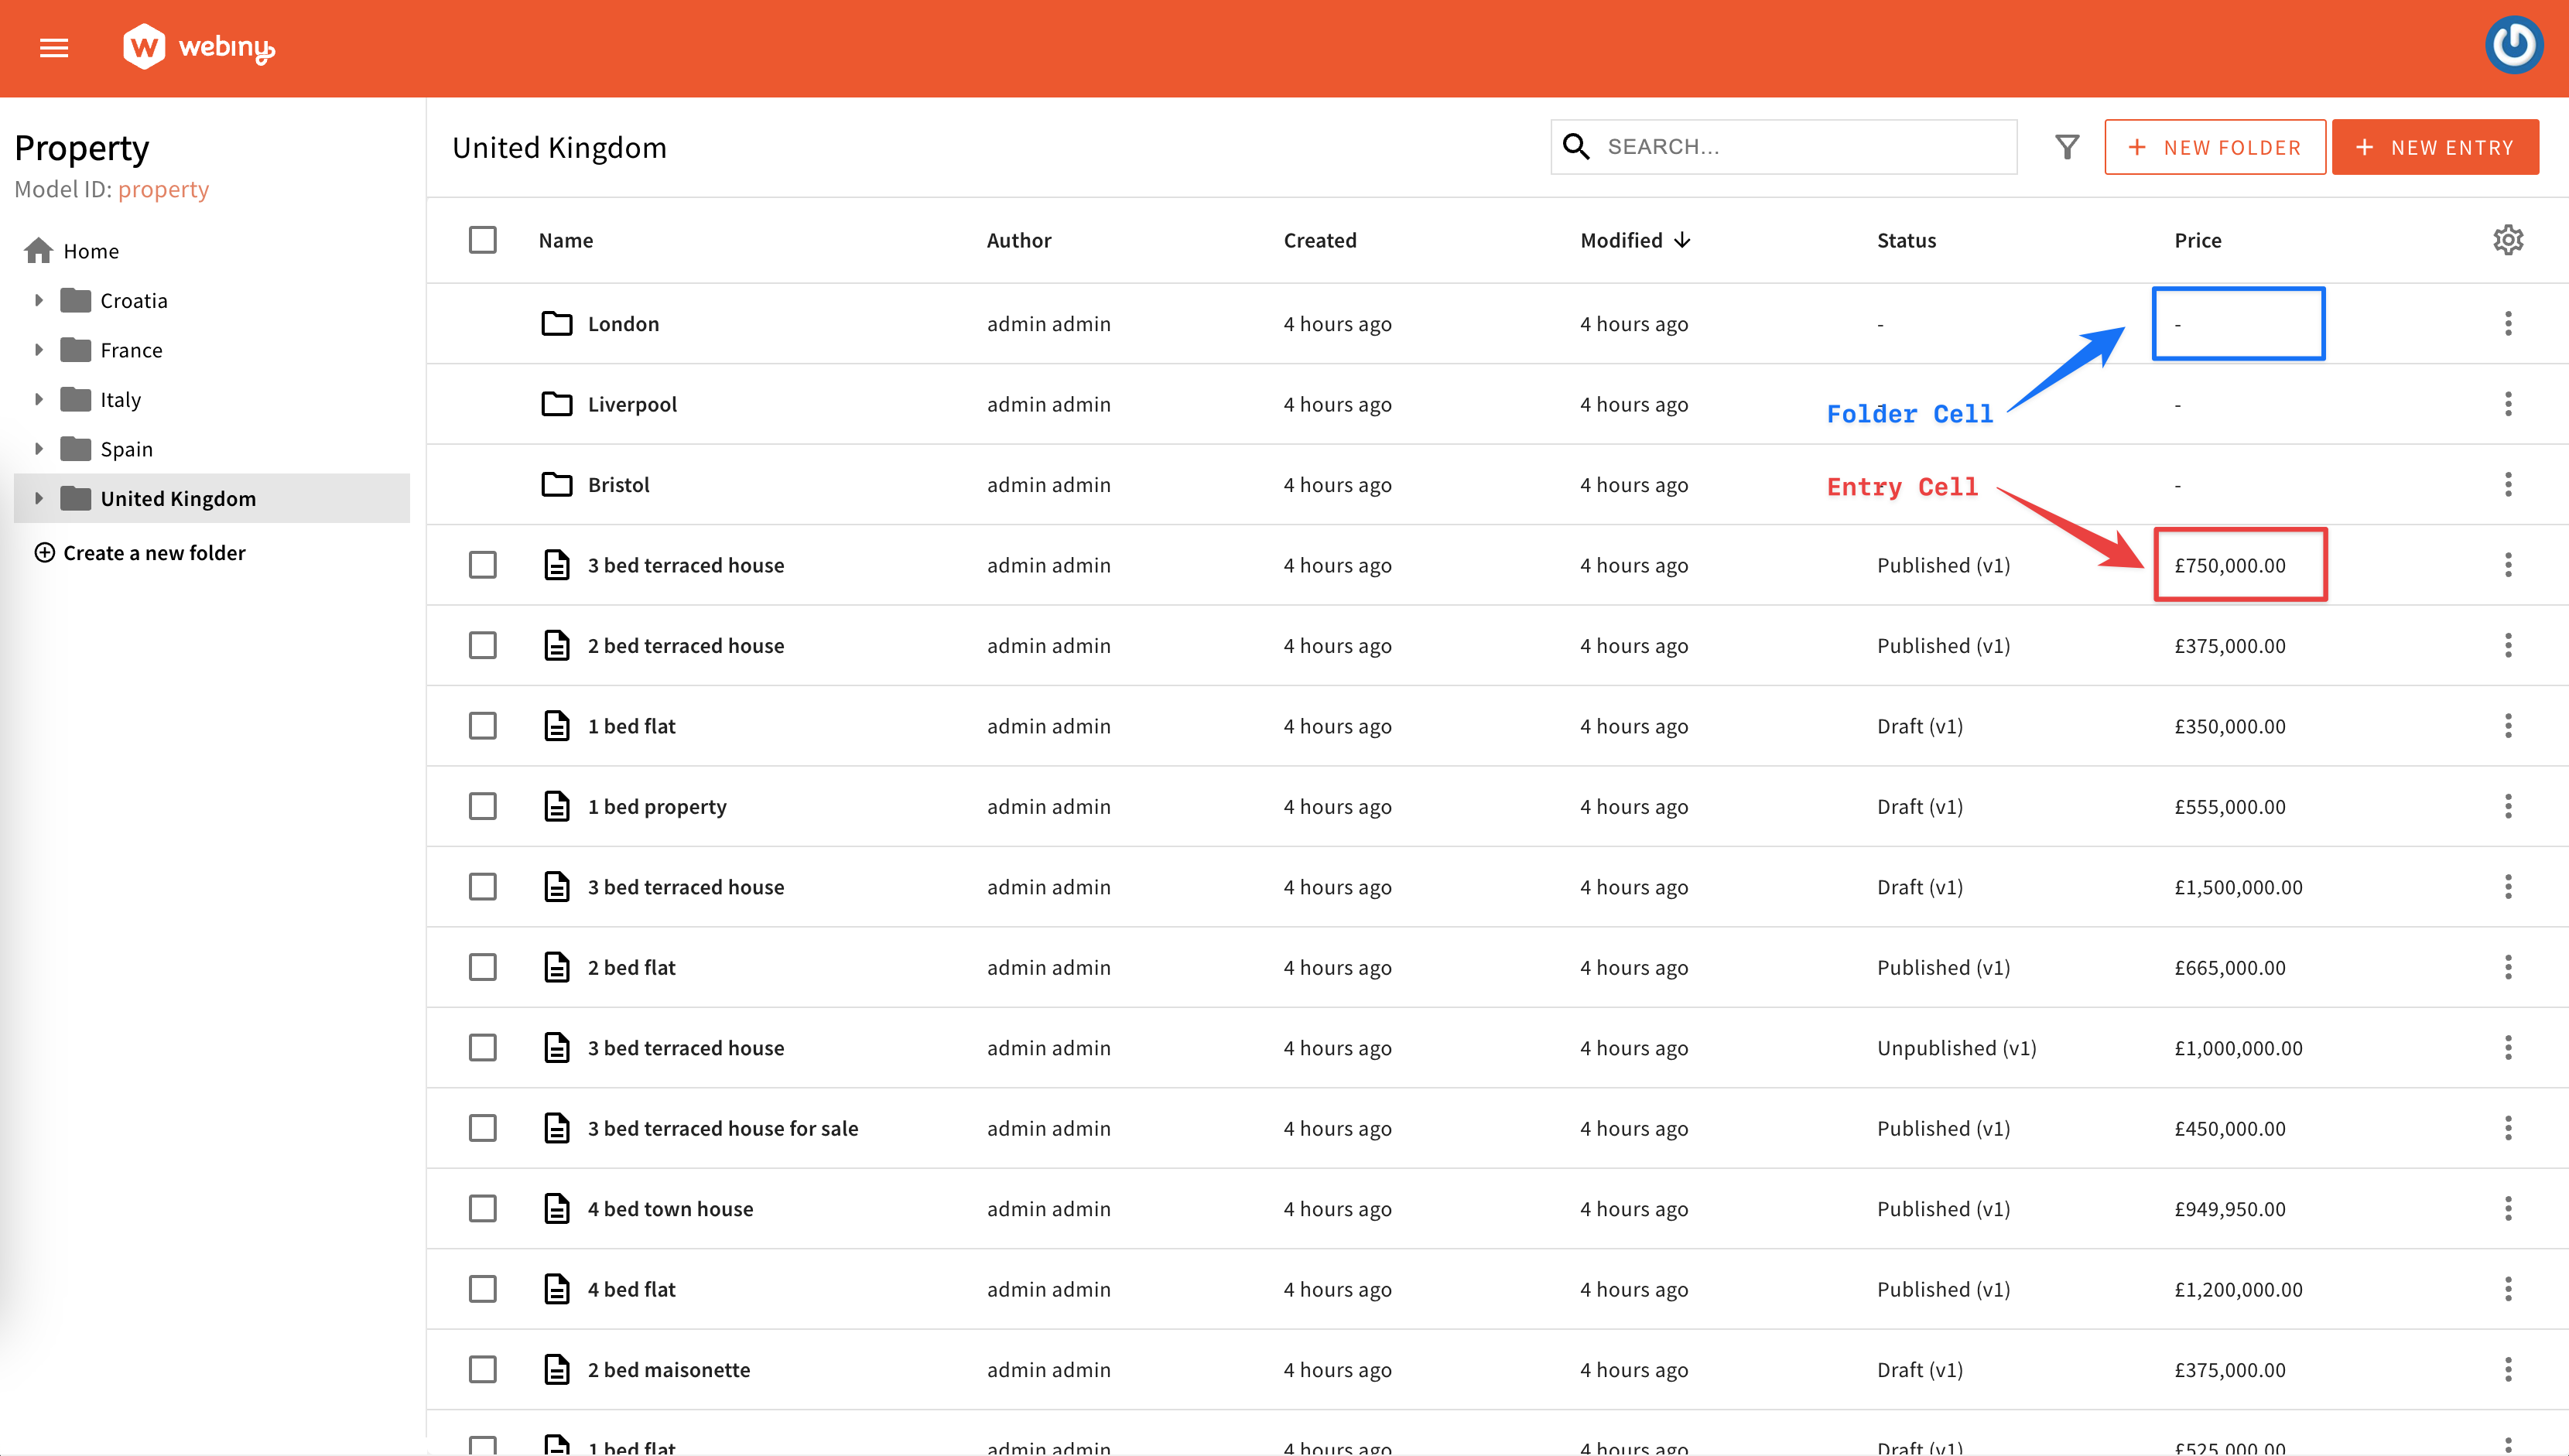 webiny
Property
Model ID: property
Home
Croatia
France
Italy
Spain
United Kingdom
Create a new folder
United Kingdom
SEARCH...
+ NEW FOLDER
+ NEW ENTRY
Name Author Created Modified Status Price
London admin admin 4 hours ago 4 hours ago - -
Liverpool admin admin 4 hours ago 4 hours ago - -
Folder Cell
Bristol admin admin 4 hours ago 4 hours ago - -
Entry Cell
3 bed terraced house admin admin 4 hours ago 4 hours ago Published (v1) £750,000.00
2 bed terraced house admin admin 4 hours ago 4 hours ago Published (v1) £375,000.00
1 bed flat admin admin 4 hours ago 4 hours ago Draft (v1) £350,000.00
1 bed property admin admin 4 hours ago 4 hours ago Draft (v1) £555,000.00
3 bed terraced house admin admin 4 hours ago 4 hours ago Draft (v1) £1,500,000.00
2 bed flat admin admin 4 hours ago 4 hours ago Published (v1) £665,000.00
3 bed terraced house admin admin 4 hours ago 4 hours ago Unpublished (v1) £1,000,000.00
3 bed terraced house for sale admin admin 4 hours ago 4 hours ago Published (v1) £450,000.00
4 bed town house admin admin 4 hours ago 4 hours ago Published (v1) £949,950.00
4 bed flat admin admin 4 hours ago 4 hours ago Published (v1) £1,200,000.00
2 bed maisonette admin admin 4 hours ago 4 hours ago Draft (v1) £375,000.00
1 bed flat admin admin 4 hours ago 4 hours ago Draft (v1) £525,000.00